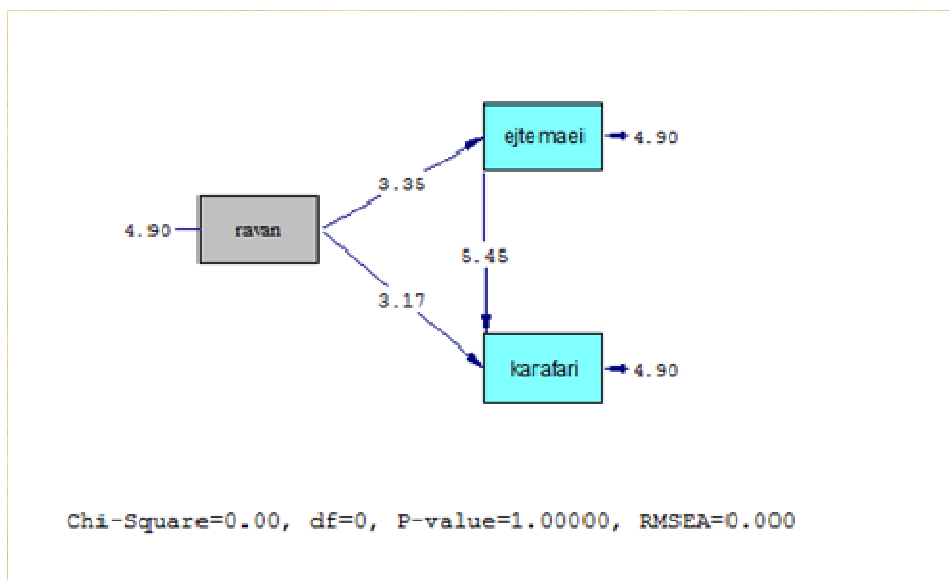 ejtemaei
4.90
3.35
4.90
ravan
5.45
3.17
karafari
4.90
Chi-Square=0.00, df=0, P-value=1.00000, RMSEA=0.000